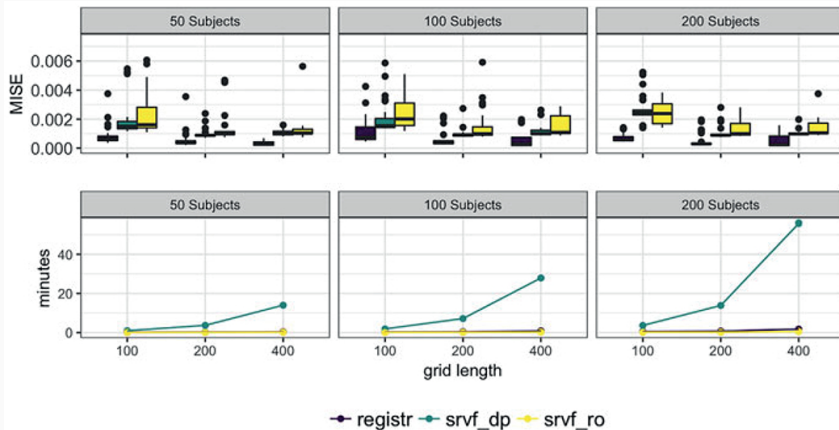 50 Subjects 100 Subjects 200 Subjects
MISE
0.006
0.004
0.002
0.000
50 Subjects 100 Subjects 200 Subjects
minutes
40
20
0
100 200 400 100 200 400 100 200 400
grid length
registr srvf_dp srvf_ro